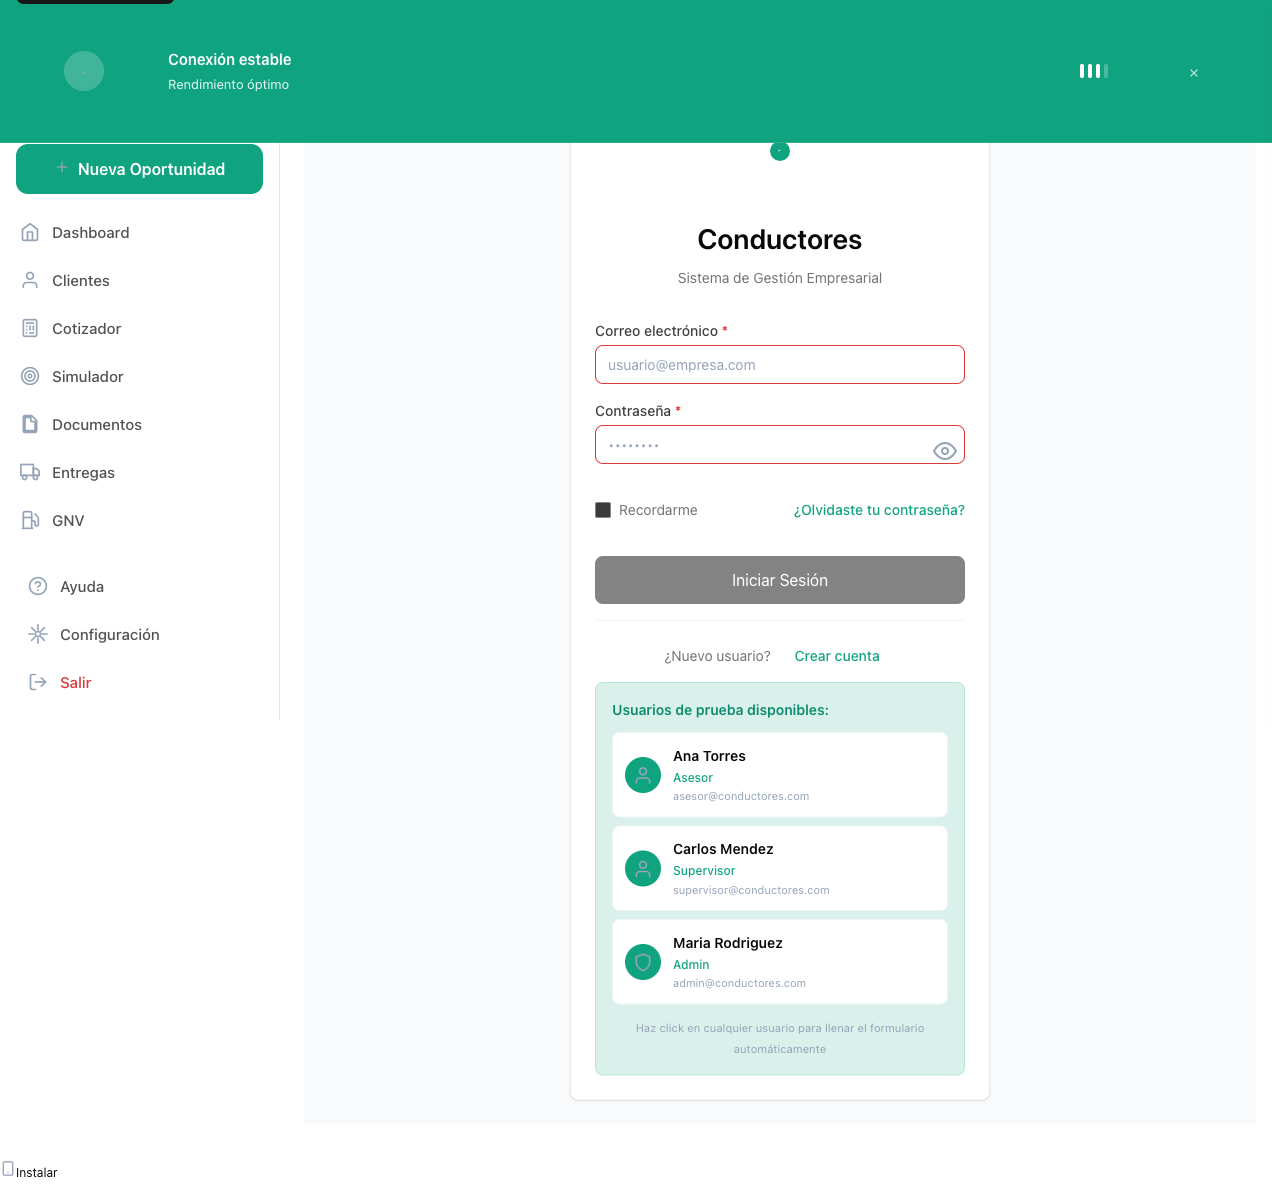 Conexión estable
Rendimiento óptimo
×
Nueva Oportunidad
Dashboard
Clientes
Cotizador
Simulador
Documentos
Entregas
GNV
Ayuda
Configuración
Salir
Conductores
Sistema de Gestión Empresarial
Correo electrónico *
usuario@empresa.com
Contraseña *
••••••••
Recordarme
¿Olvidaste tu contraseña?
Iniciar Sesión
¿Nuevo usuario? Crear cuenta
Usuarios de prueba disponibles:
Ana Torres
Asesor
asesor@conductores.com
Carlos Mendez
Supervisor
supervisor@conductores.com
Maria Rodriguez
Admin
admin@conductores.com
Haz click en cualquier usuario para llenar el formulario
automáticamente
Instalar